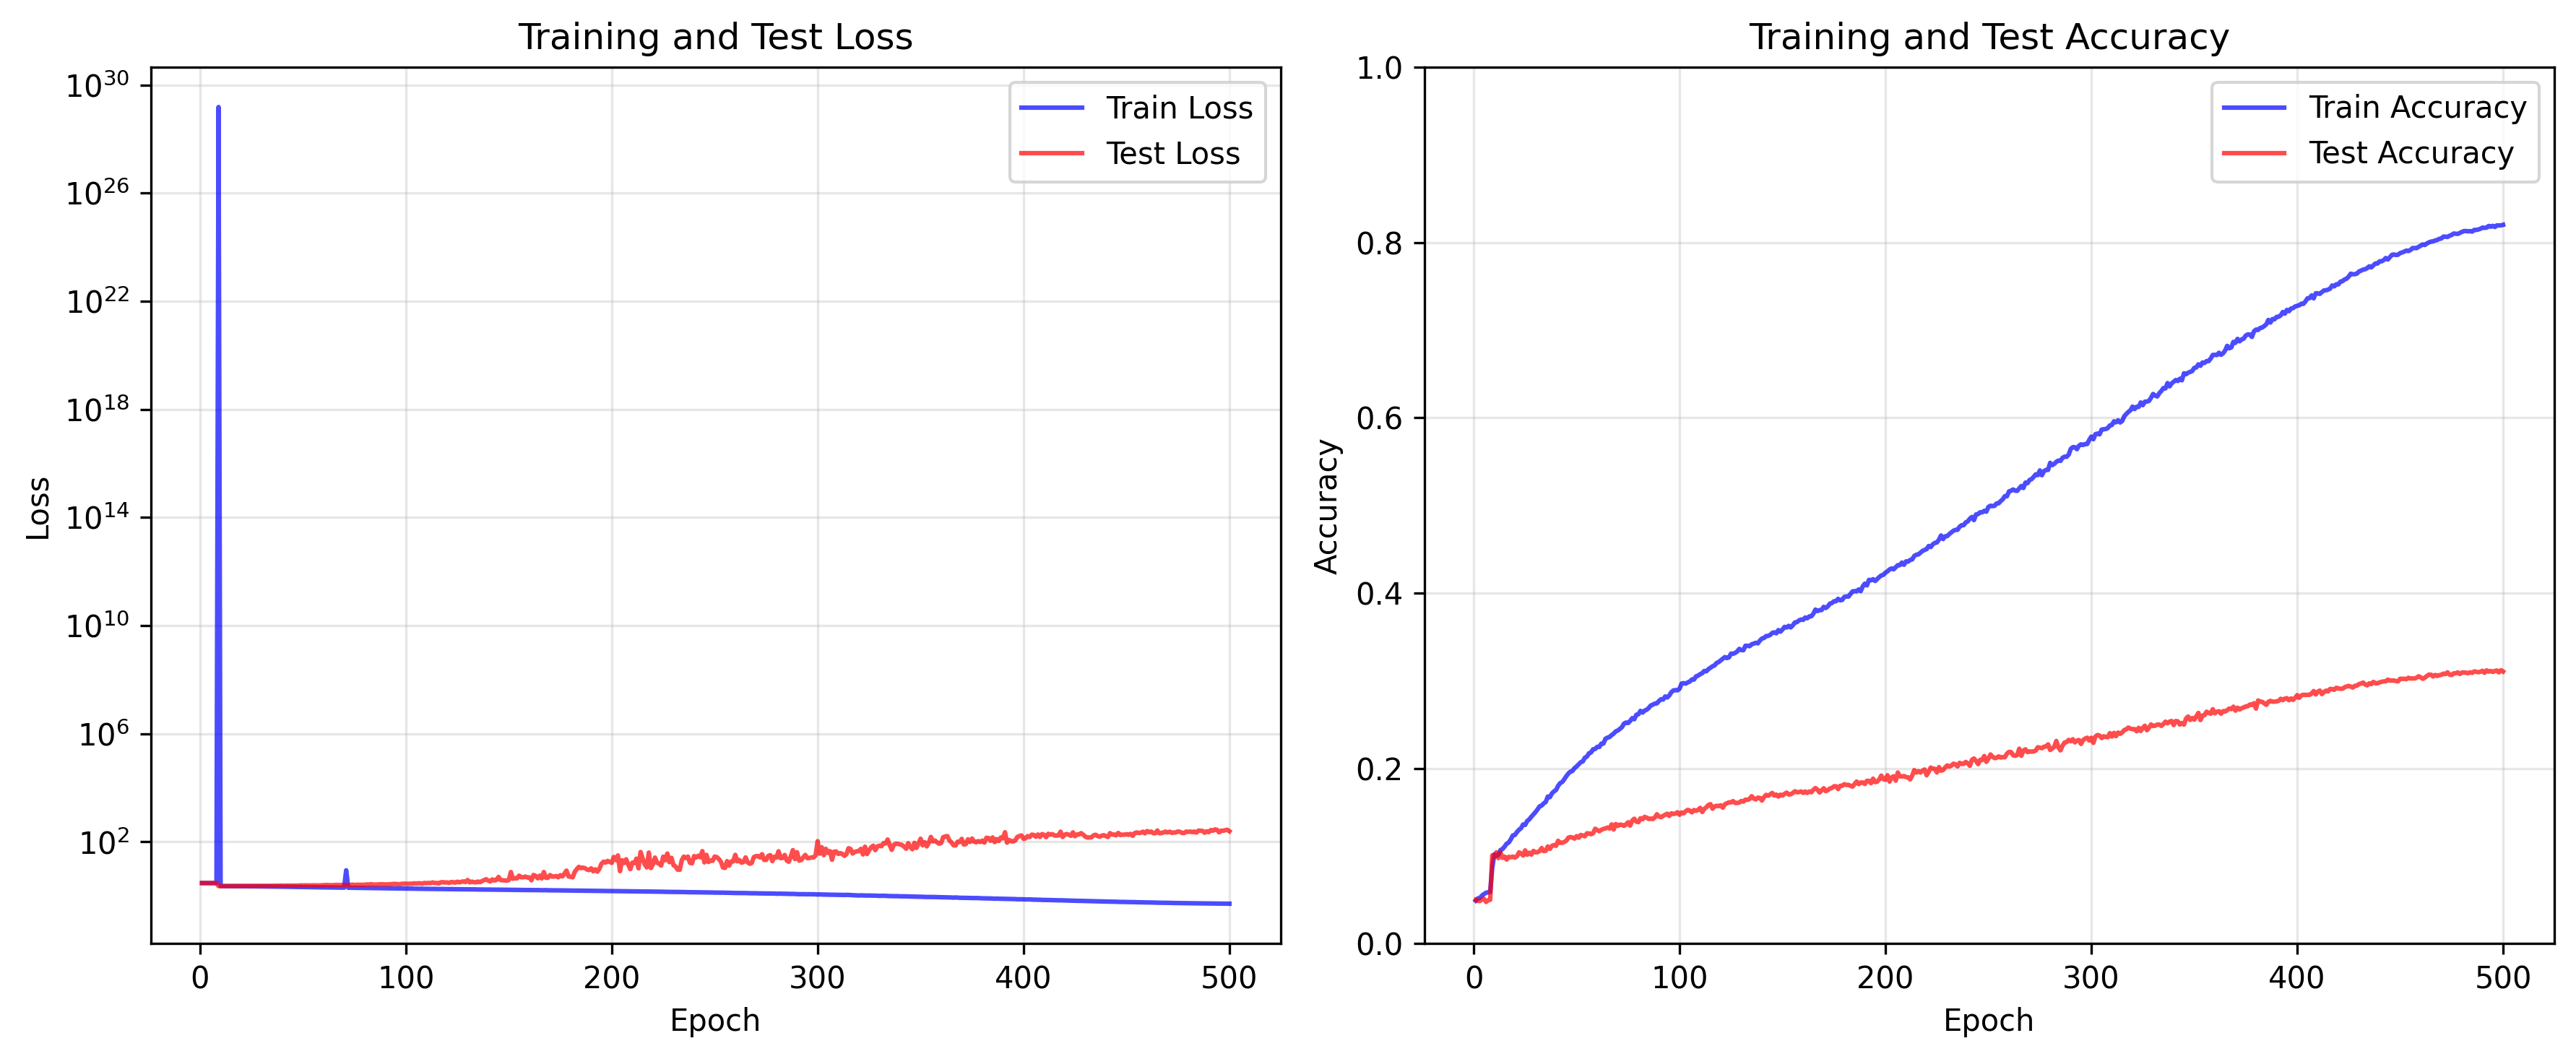 Training and Test Loss
Loss
10^30
10^26
10^22
10^18
10^14
10^10
10^6
10^2
Train Loss
Test Loss
0 100 200 300 400 500
Epoch
Training and Test Accuracy
Accuracy
1.0
0.8
0.6
0.4
0.2
0.0
Train Accuracy
Test Accuracy
0 100 200 300 400 500
Epoch